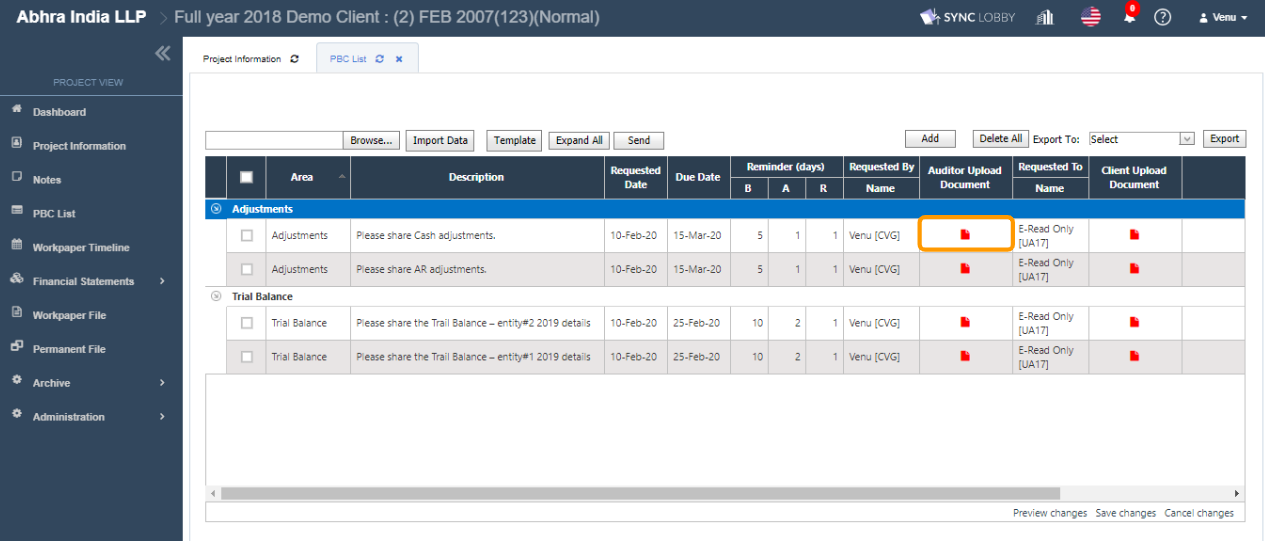 Abhra India LLP > Full year 2018 Demo Client : (2) FEB 2007(123)(Normal) SYNC LOBBY 0 ? Venu
Project Information PBC List
PROJECT VIEW
Dashboard
Project Information
Notes
PBC List
Workpaper Timeline
Financial Statements >
Workpaper File
Permanent File
Archive >
Administration >
Browse... Import Data Template Expand All Send Add Delete All Export To: Select Export
Area Description Requested Date Due Date Reminder (days) B A R Requested By Name Auditor Upload Document Requested To Name Client Upload Document
Adjustments
Adjustments Please share Cash adjustments. 10-Feb-20 15-Mar-20 5 1 1 Venu [CVG] E-Read Only [UA17]
Adjustments Please share AR adjustments. 10-Feb-20 15-Mar-20 5 1 1 Venu [CVG] E-Read Only [UA17]
Trial Balance
Trial Balance Please share the Trail Balance – entity#2 2019 details 10-Feb-20 25-Feb-20 10 2 1 Venu [CVG] E-Read Only [UA17]
Trial Balance Please share the Trail Balance – entity#1 2019 details 10-Feb-20 25-Feb-20 10 2 1 Venu [CVG] E-Read Only [UA17]
Preview changes Save changes Cancel changes